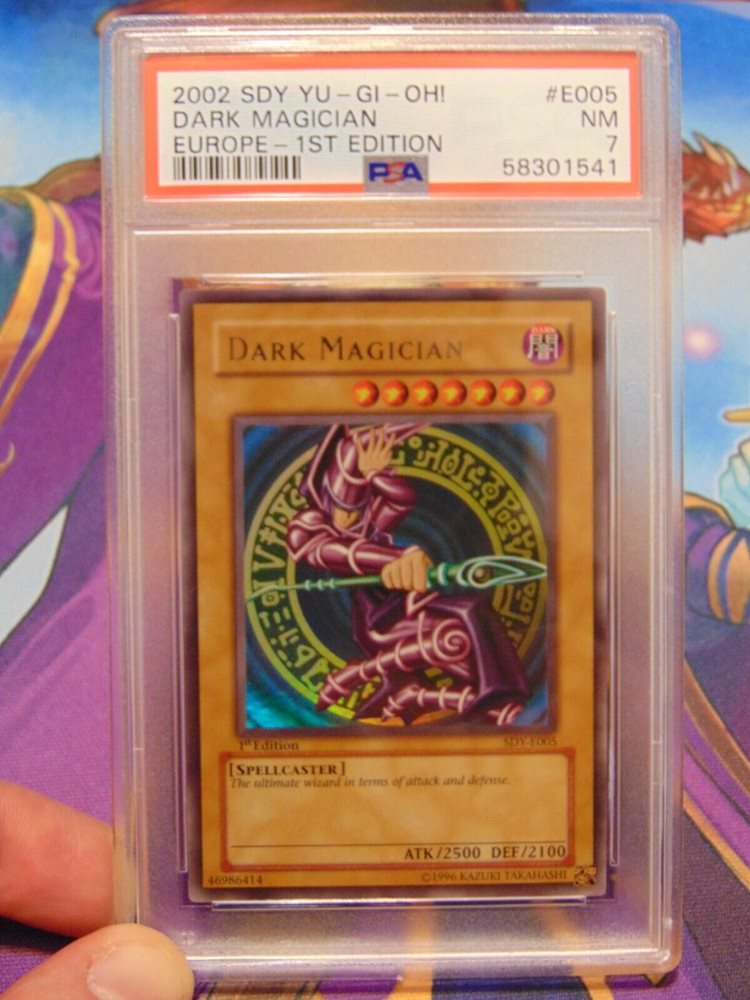 2002 SDY YU-GI-OH! #E005
DARK MAGICIAN NM
EUROPE-1ST EDITION 7
PSA 58301541
DARK MAGICIAN
DARK
闇
1st Edition SDY-E005
[SPELLCASTER]
The ultimate wizard in terms of attack and defense.
ATK/2500 DEF/2100
46986414 ©1996 KAZUKI TAKAHASHI